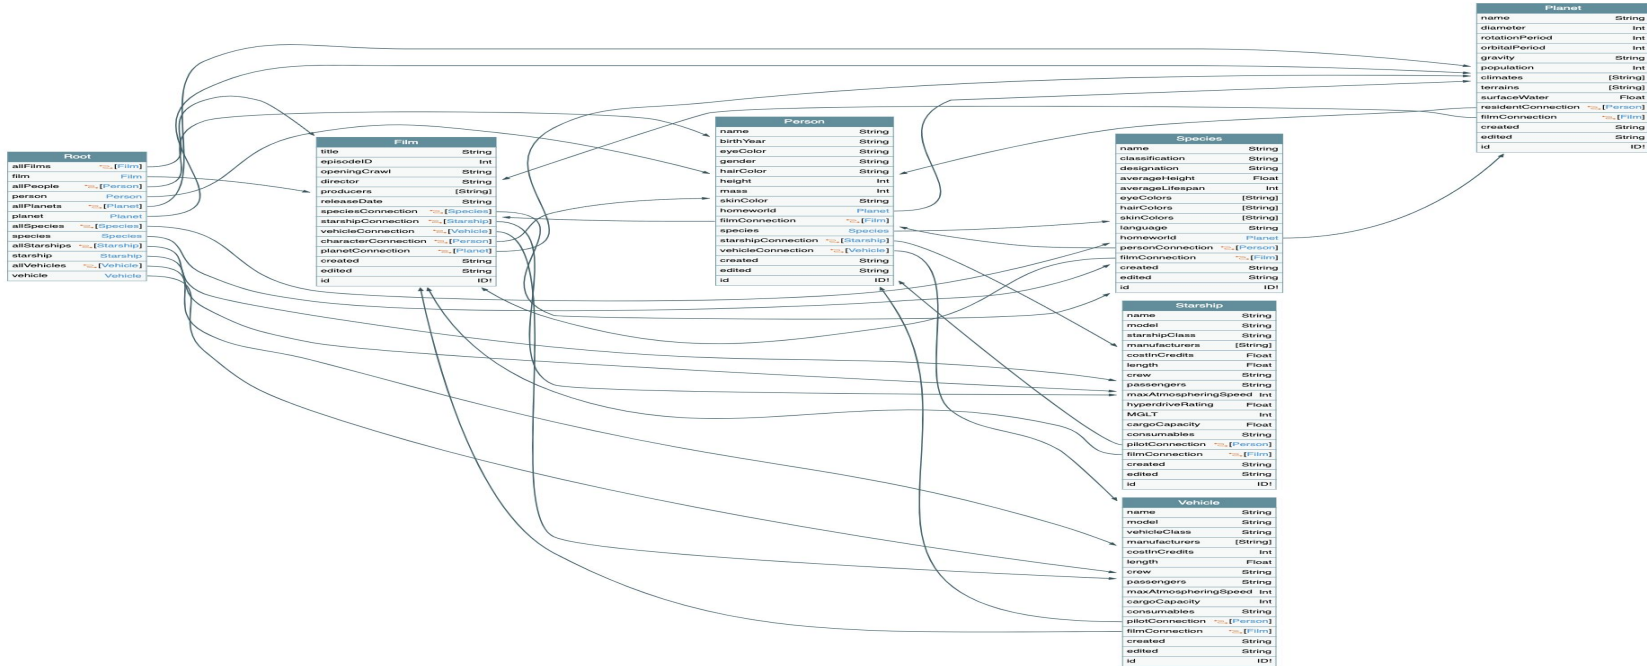 Root
allFilms [Film]
film Film
allPeople [Person]
person Person
allPlanets [Planet]
planet Planet
allSpecies [Species]
species Species
allStarships [Starship]
starship Starship
allVehicles [Vehicle]
vehicle Vehicle
Film
title String
episodeID Int
openingCrawl String
director String
producers [String]
releaseDate String
speciesConnection [Species]
starshipConnection [Starship]
vehicleConnection [Vehicle]
characterConnection [Person]
planetConnection [Planet]
created String
edited String
id ID!
Person
name String
birthYear String
eyeColor String
gender String
hairColor String
height Int
mass Int
skinColor String
homeworld Planet
filmConnection [Film]
species Species
starshipConnection [Starship]
vehicleConnection [Vehicle]
created String
edited String
id ID!
Species
name String
classification String
designation String
averageHeight Float
averageLifespan Int
eyeColors [String]
hairColors [String]
skinColors [String]
language String
homeworld Planet
personConnection [Person]
filmConnection [Film]
created String
edited String
id ID!
Starship
name String
model String
starshipClass String
manufacturers [String]
costInCredits Float
length Float
crew String
passengers String
maxAtmospheringSpeed Int
hyperdriveRating Float
MGLT Int
cargoCapacity Float
consumables String
pilotConnection [Person]
filmConnection [Film]
created String
edited String
id ID!
Vehicle
name String
model String
vehicleClass String
manufacturers [String]
costInCredits Int
length Float
crew String
passengers String
maxAtmospheringSpeed Int
cargoCapacity Int
consumables String
pilotConnection [Person]
filmConnection [Film]
created String
edited String
id ID!
Planet
name String
diameter Int
rotationPeriod Int
orbitalPeriod Int
gravity String
population Int
climates [String]
terrains [String]
surfaceWater Float
residentConnection [Person]
filmConnection [Film]
created String
edited String
id ID!